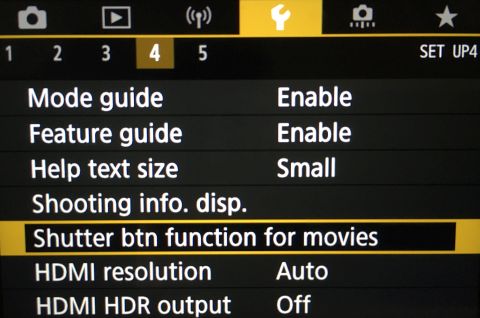 1 2 3 4 5 SET UP4
Mode guide Enable
Feature guide Enable
Help text size Small
Shooting info. disp.
Shutter btn function for movies
HDMI resolution Auto
HDMI HDR output Off